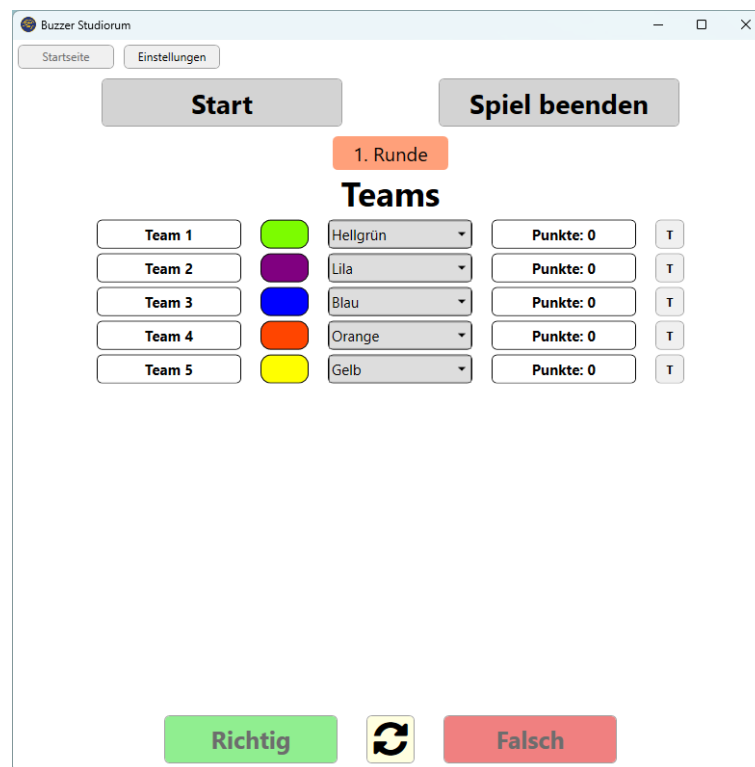 Buzzer Studiorum
Startseite Einstellungen
Start Spiel beenden
1. Runde
Teams
Team 1 Hellgrün Punkte: 0 T
Team 2 Lila Punkte: 0 T
Team 3 Blau Punkte: 0 T
Team 4 Orange Punkte: 0 T
Team 5 Gelb Punkte: 0 T
Richtig Falsch